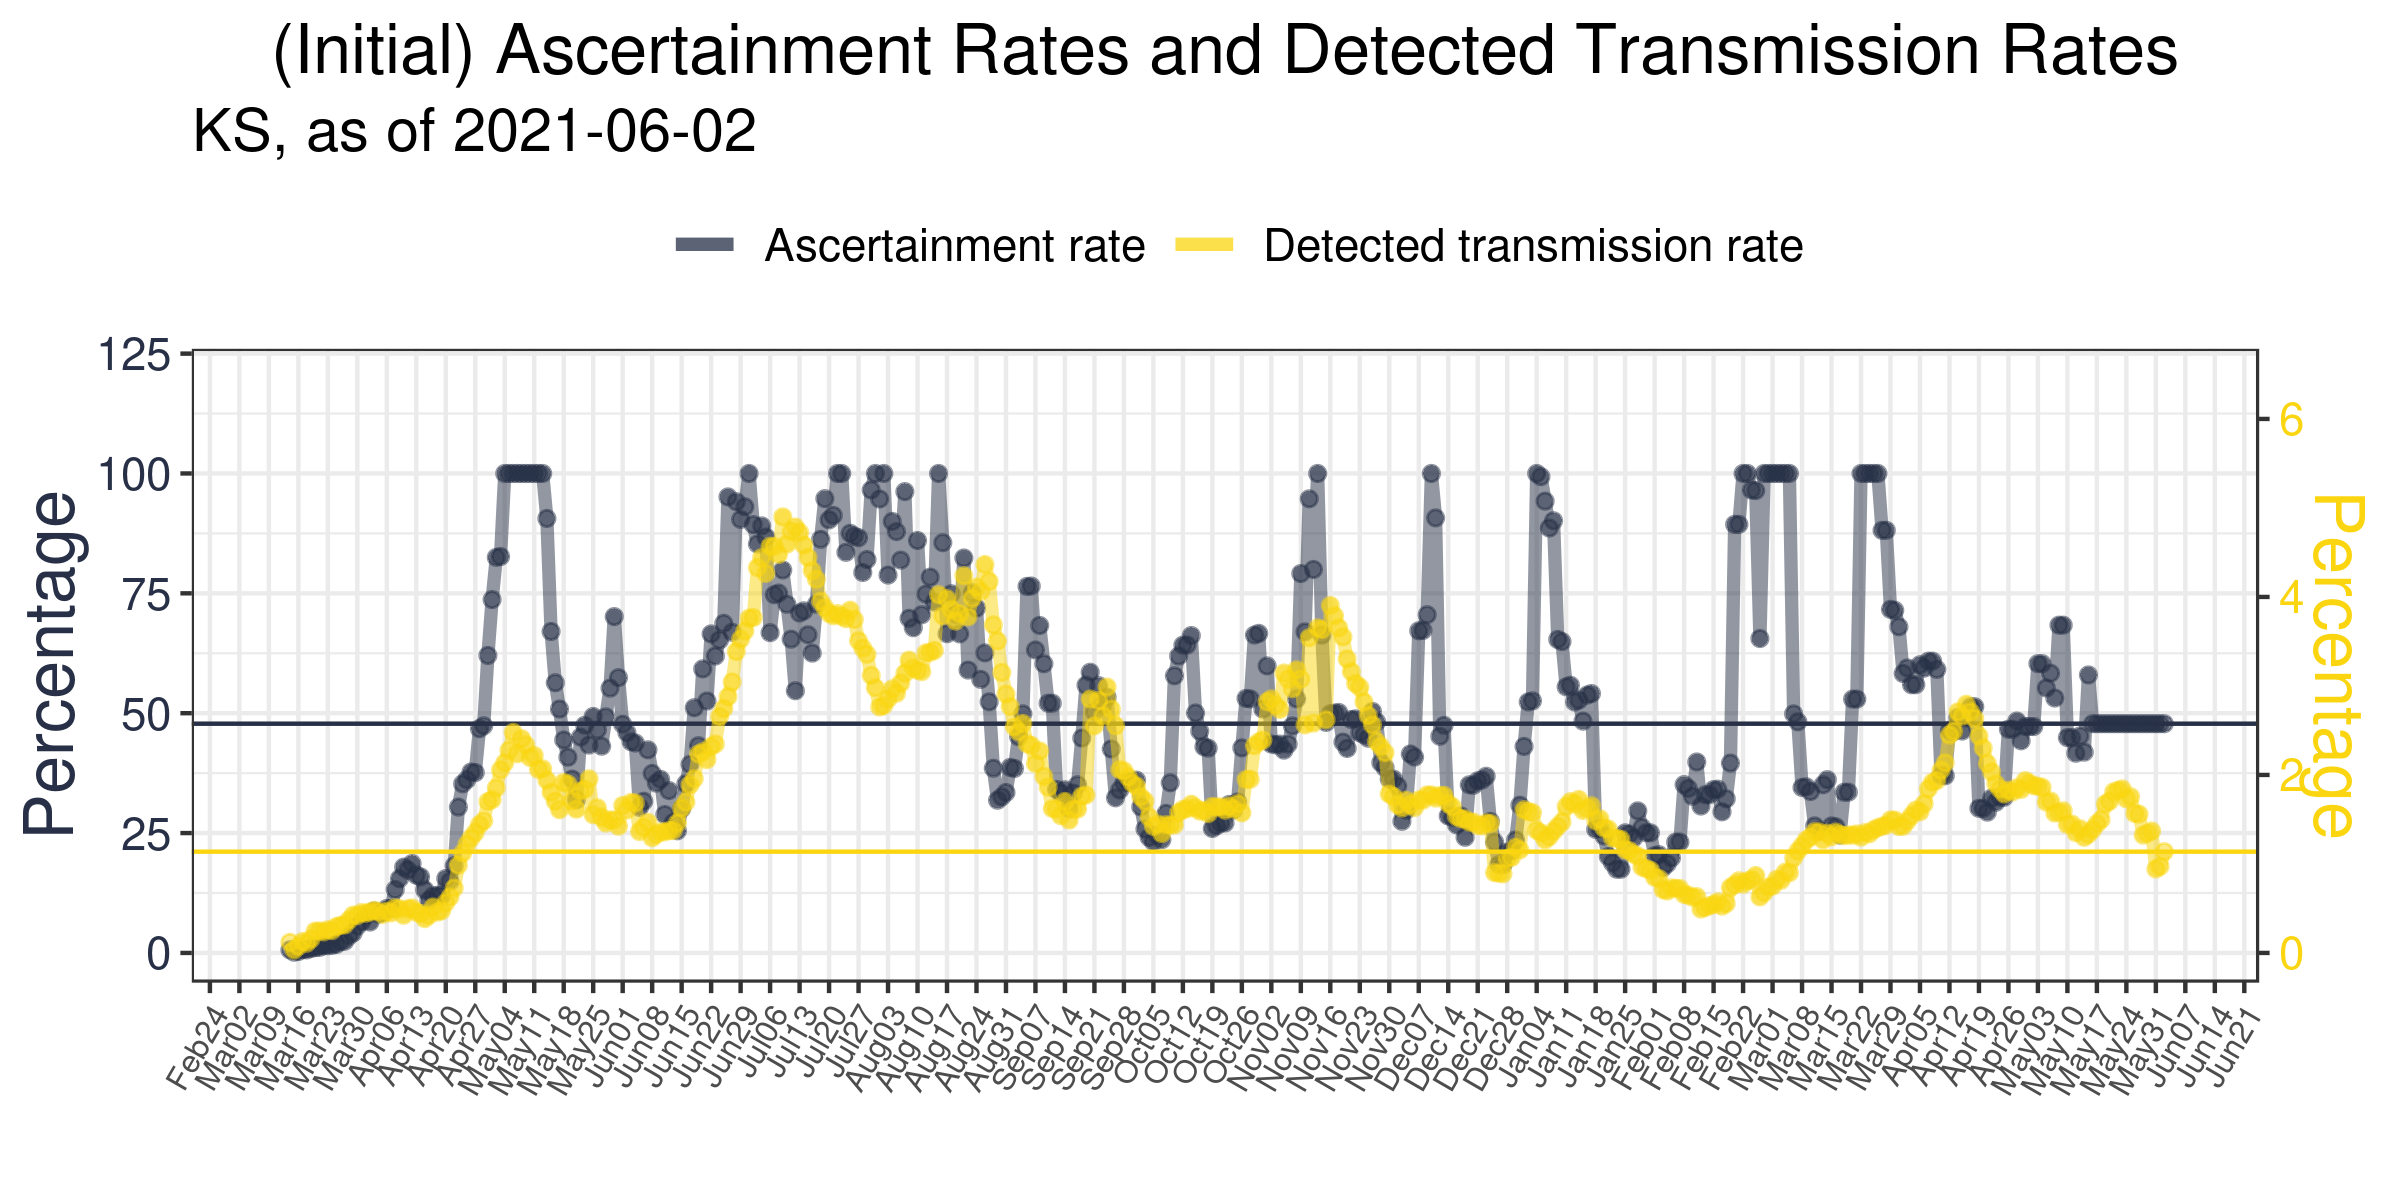 (Initial) Ascertainment Rates and Detected Transmission Rates
KS, as of 2021-06-02
Ascertainment rate Detected transmission rate
125
100
75
50
25
0
Percentage
6
4
2
0
Percentage
Feb24 Mar02 Mar09 Mar16 Mar23 Mar30 Apr06 Apr13 Apr20 Apr27 May04 May11 May18 May25 Jun01 Jun08 Jun15 Jun22 Jun29 Jul06 Jul13 Jul20 Jul27 Aug03 Aug10 Aug17 Aug24 Aug31 Sep07 Sep14 Sep21 Sep28 Oct05 Oct12 Oct19 Oct26 Nov02 Nov09 Nov16 Nov23 Nov30 Dec07 Dec14 Dec21 Dec28 Jan04 Jan11 Jan18 Jan25 Feb01 Feb08 Feb15 Feb22 Mar01 Mar08 Mar15 Mar22 Mar29 Apr05 Apr12 Apr19 Apr26 May03 May10 May17 May24 May31 Jun07 Jun14 Jun21